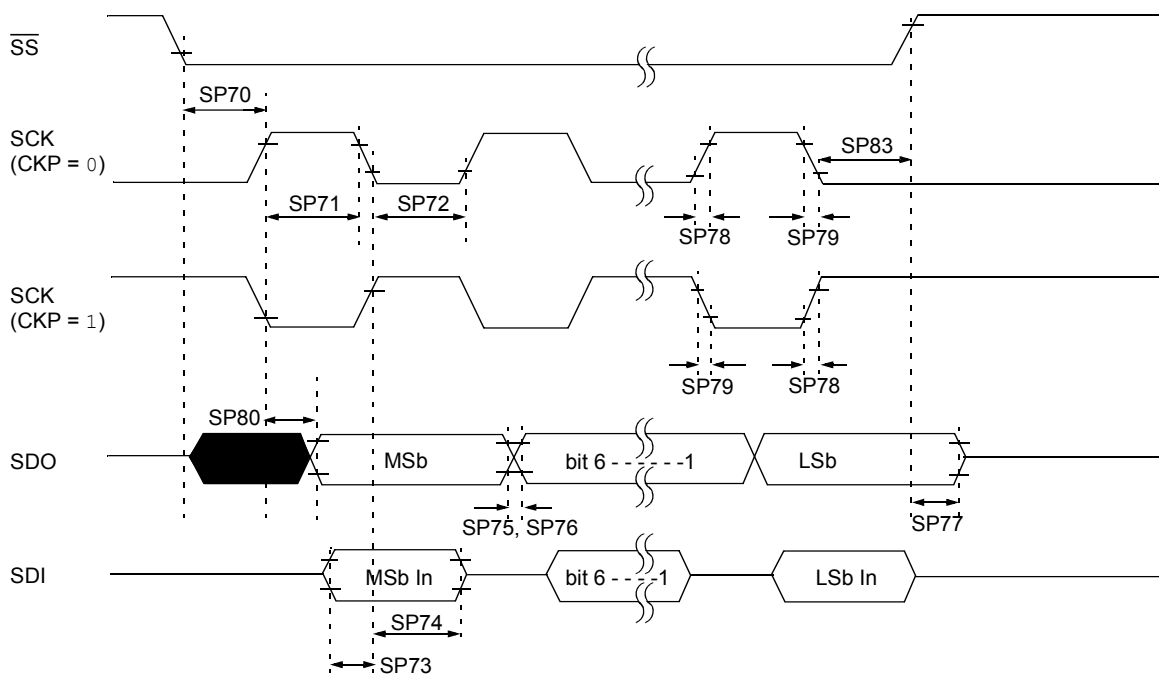 SS
SP70
SCK
(CKP = 0)
SP83
SP71
SP72
SP78
SP79
SCK
(CKP = 1)
SP79
SP78
SP80
SDO
MSb
bit 6 - - - - - -1
LSb
SP75, SP76
SP77
SDI
MSb In
bit 6 - - - - -1
LSb In
SP74
SP73